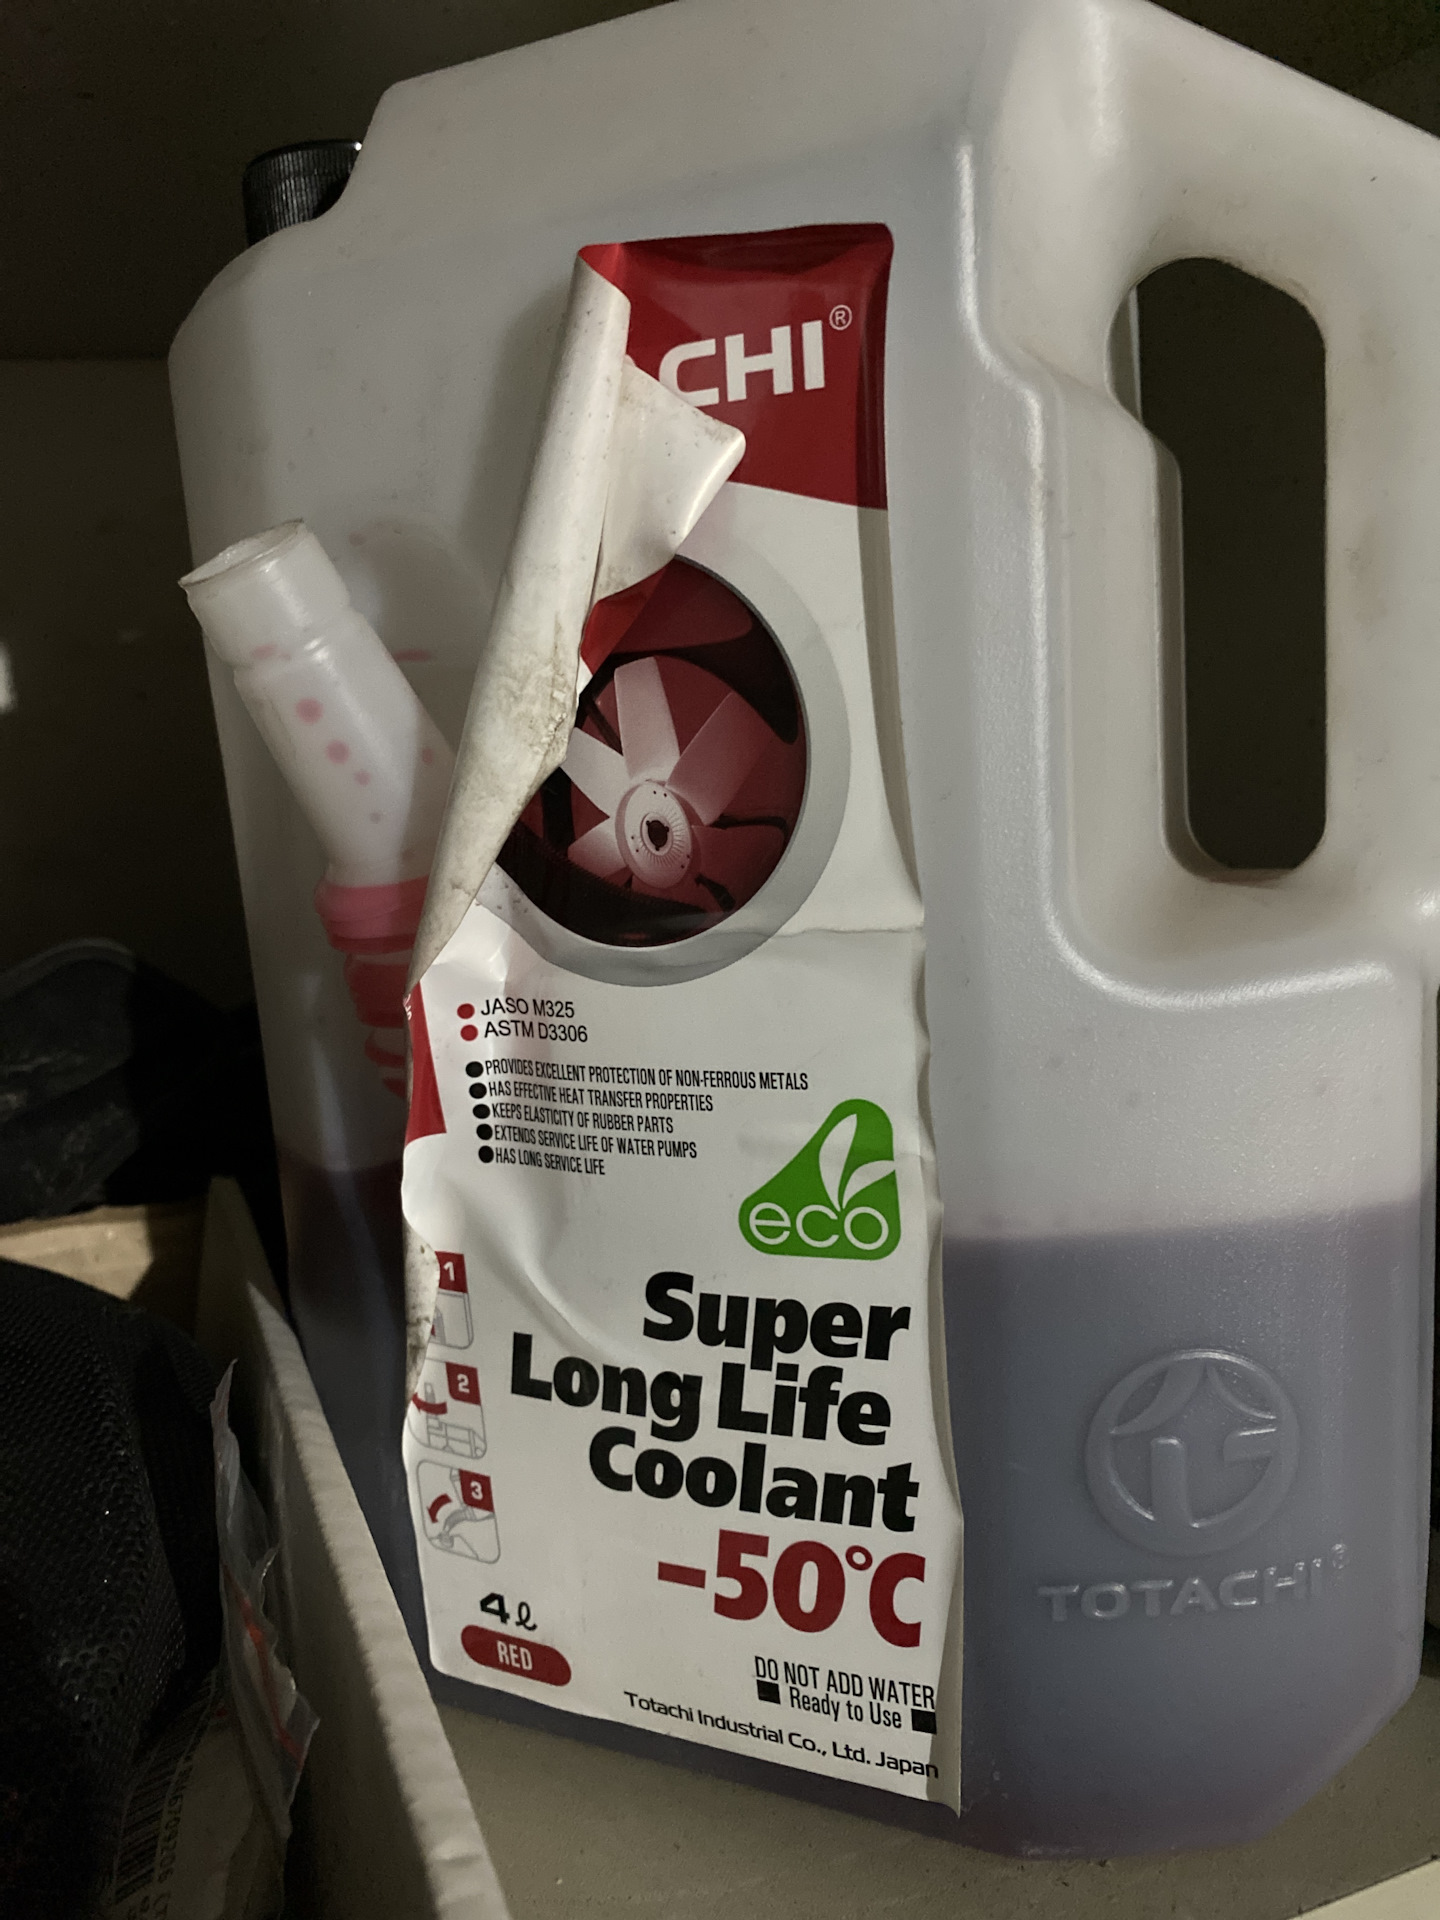 CHI®
JASO M325
ASTM D3306
PROVIDES EXCELLENT PROTECTION OF NON-FERROUS METALS
HAS EFFECTIVE HEAT TRANSFER PROPERTIES
KEEPS ELASTICITY OF RUBBER PARTS
EXTENDS SERVICE LIFE OF WATER PUMPS
HAS LONG SERVICE LIFE
eco
1
2
3
Super
Long Life
Coolant
-50°C
4ℓ
RED
DO NOT ADD WATER
Ready to Use
Totachi Industrial Co., Ltd. Japan
TOTACHI®